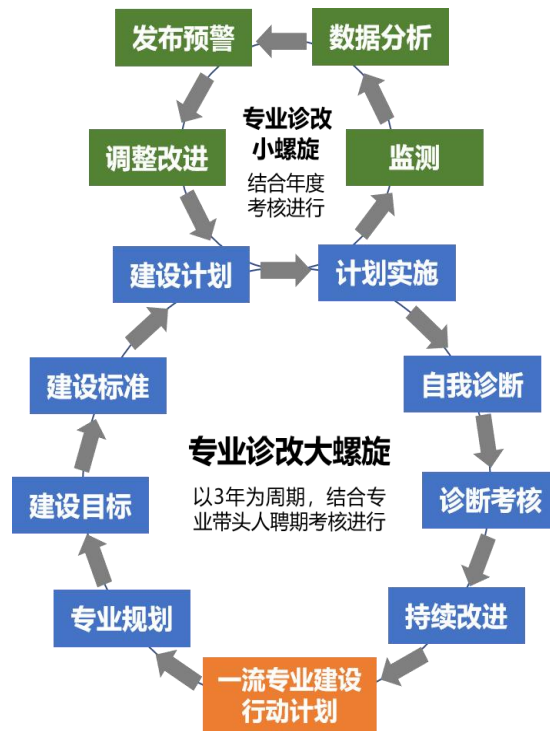 发布预警
数据分析
专业诊改
小螺旋
调整改进
监测
结合年度
考核进行
建设计划
计划实施
建设标准
自我诊断
专业诊改大螺旋
以3年为周期，结合专
业带头人聘期考核进行
建设目标
诊断考核
专业规划
持续改进
一流专业建设
行动计划